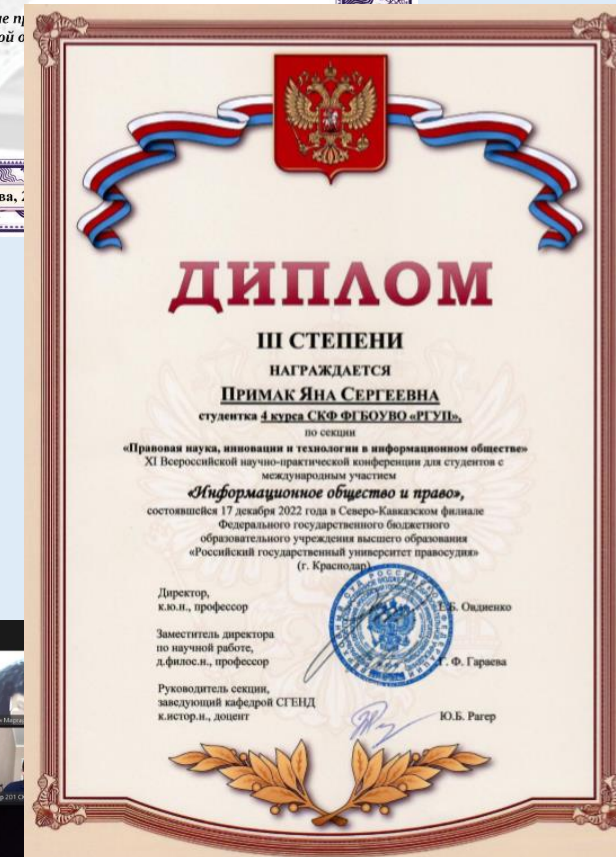 ой
ва,
ДИПЛОМ
III СТЕПЕНИ
НАГРАЖДАЕТСЯ
ПРИМАК ЯНА СЕРГЕЕВНА
студентка 4 курса СКФ ФГБОУВО «РГУП»,
по секции
«Правовая наука, инновации и технологии в информационном обществе»
XI Всероссийской научно-практической конференции для студентов с
международным участием
«Информационное общество и право»,
состоявшейся 17 декабря 2022 года в Северо-Кавказском филиале
Федерального государственного бюджетного
образовательного учреждения высшего образования
«Российский государственный университет правосудия»
(г. Краснодар)
Директор,
к.ю.н., профессор Е.Б. Овдиенко
Заместитель директора
по научной работе,
д.филос.н., профессор Г. Ф. Гараева
Руководитель секции,
заведующий кафедрой СГЕНД
к.истор.н., доцент Ю.Б. Рагер